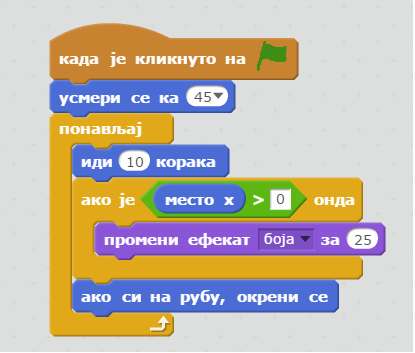 када је кликнуто на
усмери се ка 45
понављај
иди 10 корака
ако је место x > 0 онда
промени ефекат боја за 25
ако си на рубу, окрени се